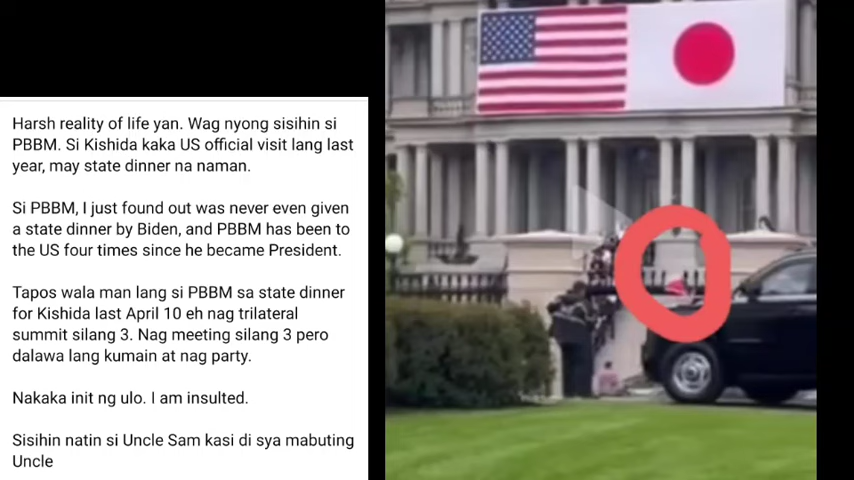 Harsh reality of life yan. Wag nyong sisihin si
PBBM. Si Kishida kaka US official visit lang last
year, may state dinner na naman.
Si PBBM, I just found out was never even given
a state dinner by Biden, and PBBM has been to
the US four times since he became President.
Tapos wala man lang si PBBM sa state dinner
for Kishida last April 10 eh nag trilateral
summit silang 3. Nag meeting silang 3 pero
dalawa lang kumain at nag party.
Nakaka init ng ulo. I am insulted.
Sisihin natin si Uncle Sam kasi di sya mabuting
Uncle